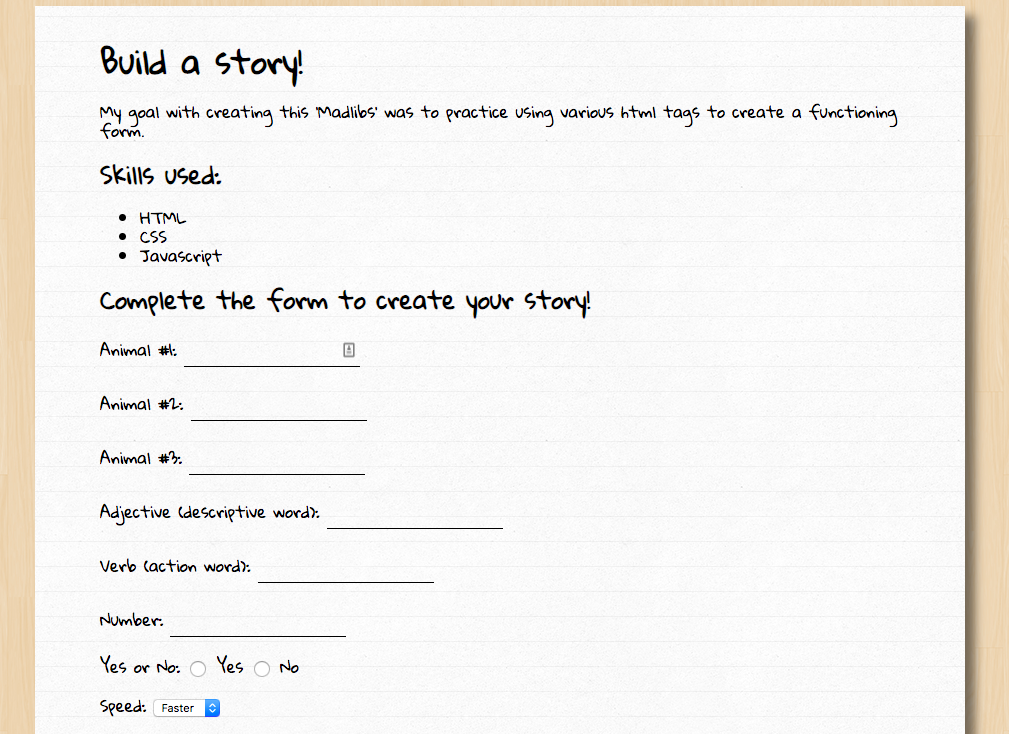 Build a story!
My goal with creating this 'Madlibs' was to practice using various html tags to create a functioning
form.
Skills used:
HTML
CSS
Javascript
Complete the form to create your story!
Animal #1:
Animal #2:
Animal #3:
Adjective (descriptive word):
Verb (action word):
Number:
Yes or No: Yes No
Speed: Faster